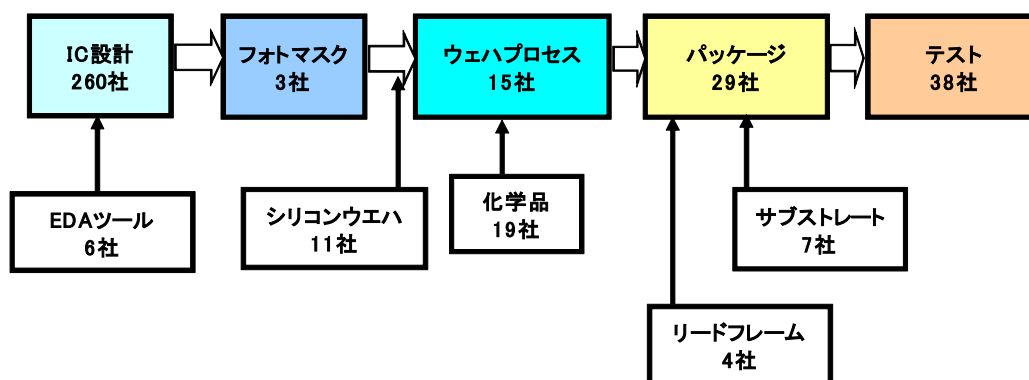 IC設計
260社
フォトマスク
3社
ウェハプロセス
15社
パッケージ
29社
テスト
38社
EDAツール
6社
シリコンウエハ
11社
化学品
19社
サブストレート
7社
リードフレーム
4社